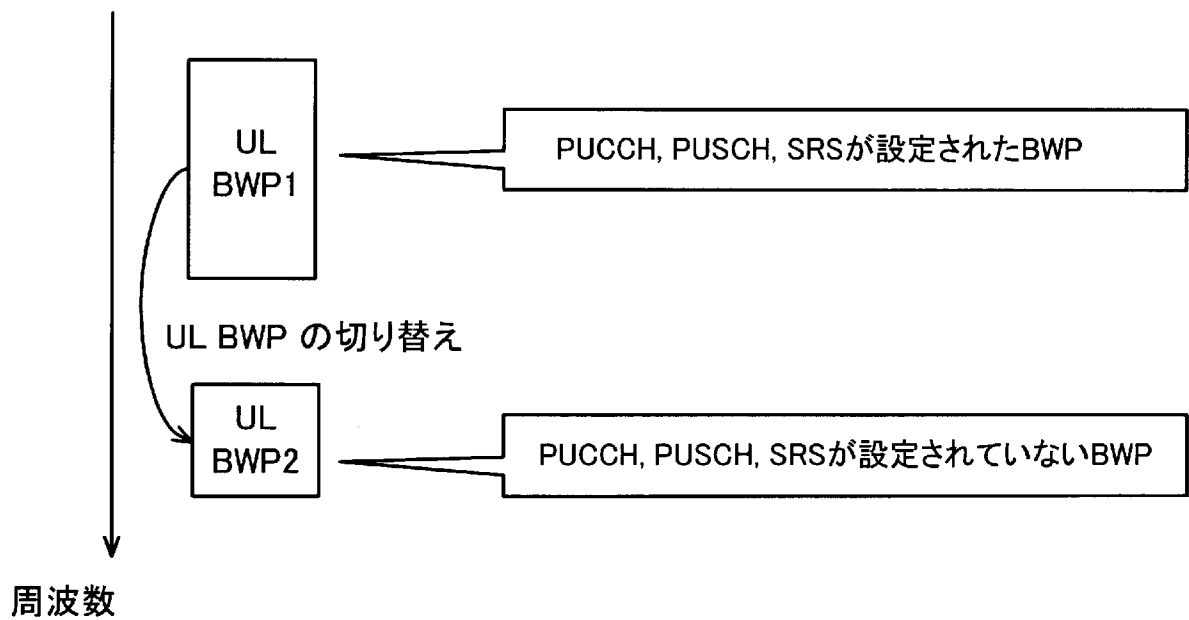 UL
BWP1
PUCCH, PUSCH, SRSが設定されたBWP
UL BWP の切り替え
UL
BWP2
PUCCH, PUSCH, SRSが設定されていないBWP
周波数